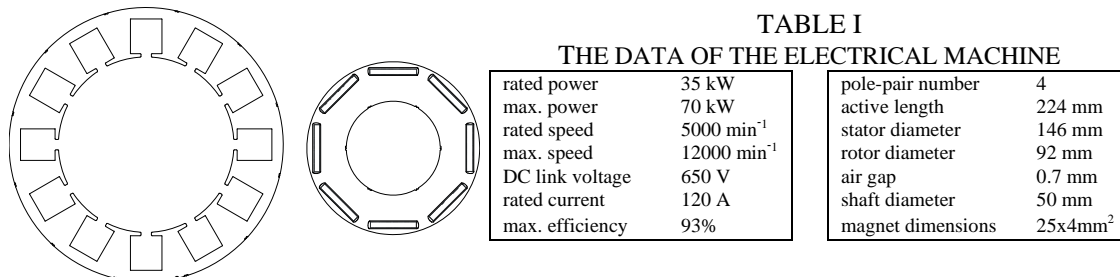 TABLE I
THE DATA OF THE ELECTRICAL MACHINE
rated power 35 kW
max. power 70 kW
rated speed 5000 min⁻¹
max. speed 12000 min⁻¹
DC link voltage 650 V
rated current 120 A
max. efficiency 93%
pole-pair number 4
active length 224 mm
stator diameter 146 mm
rotor diameter 92 mm
air gap 0.7 mm
shaft diameter 50 mm
magnet dimensions 25x4mm²